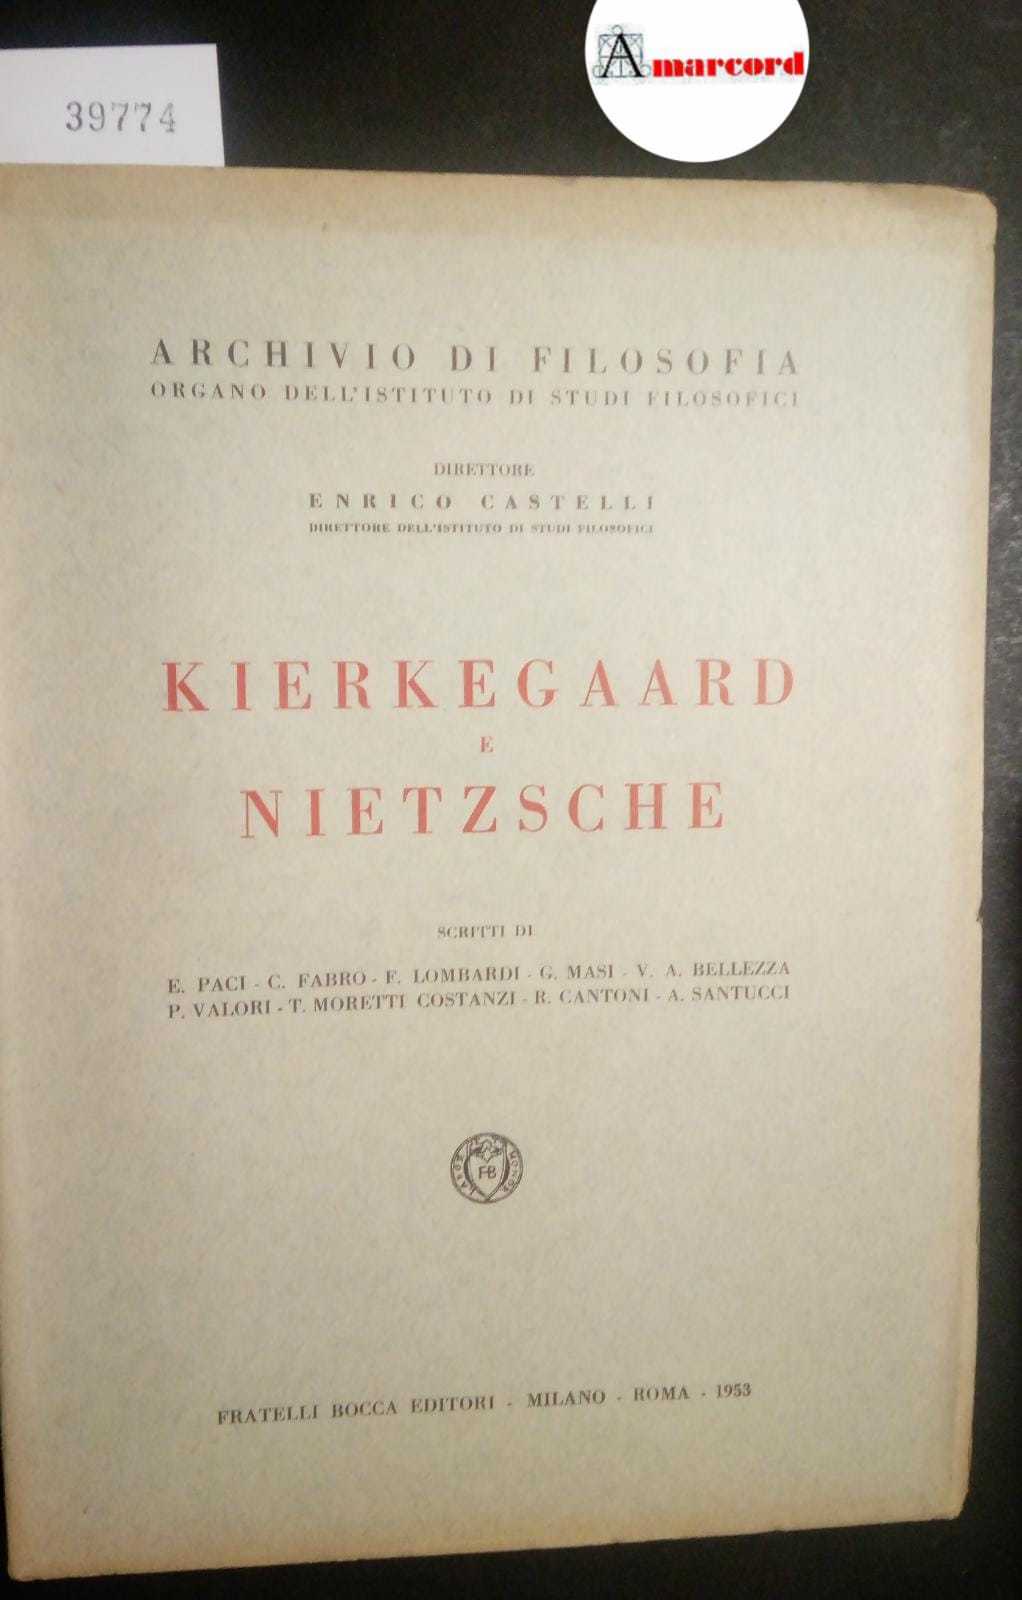 Amarcord
39774
ARCHIVIO DI FILOSOFIA
ORGANO DELL'ISTITUTO DI STUDI FILOSOFICI
DIRETTORE
ENRICO CASTELLI
DIRETTORE DELL'ISTITUTO DI STUDI FILOSOFICI
KIERKEGAARD
E
NIETZSCHE
SCRITTI DI
E. PACI - C. FABRO - F. LOMBARDI - G. MASI - V. A. BELLEZZA
P. VALORI - T. MORETTI COSTANZI - R. CANTONI - A. SANTUCCI
FB
FRATELLI BOCCA EDITORI - MILANO - ROMA - 1953